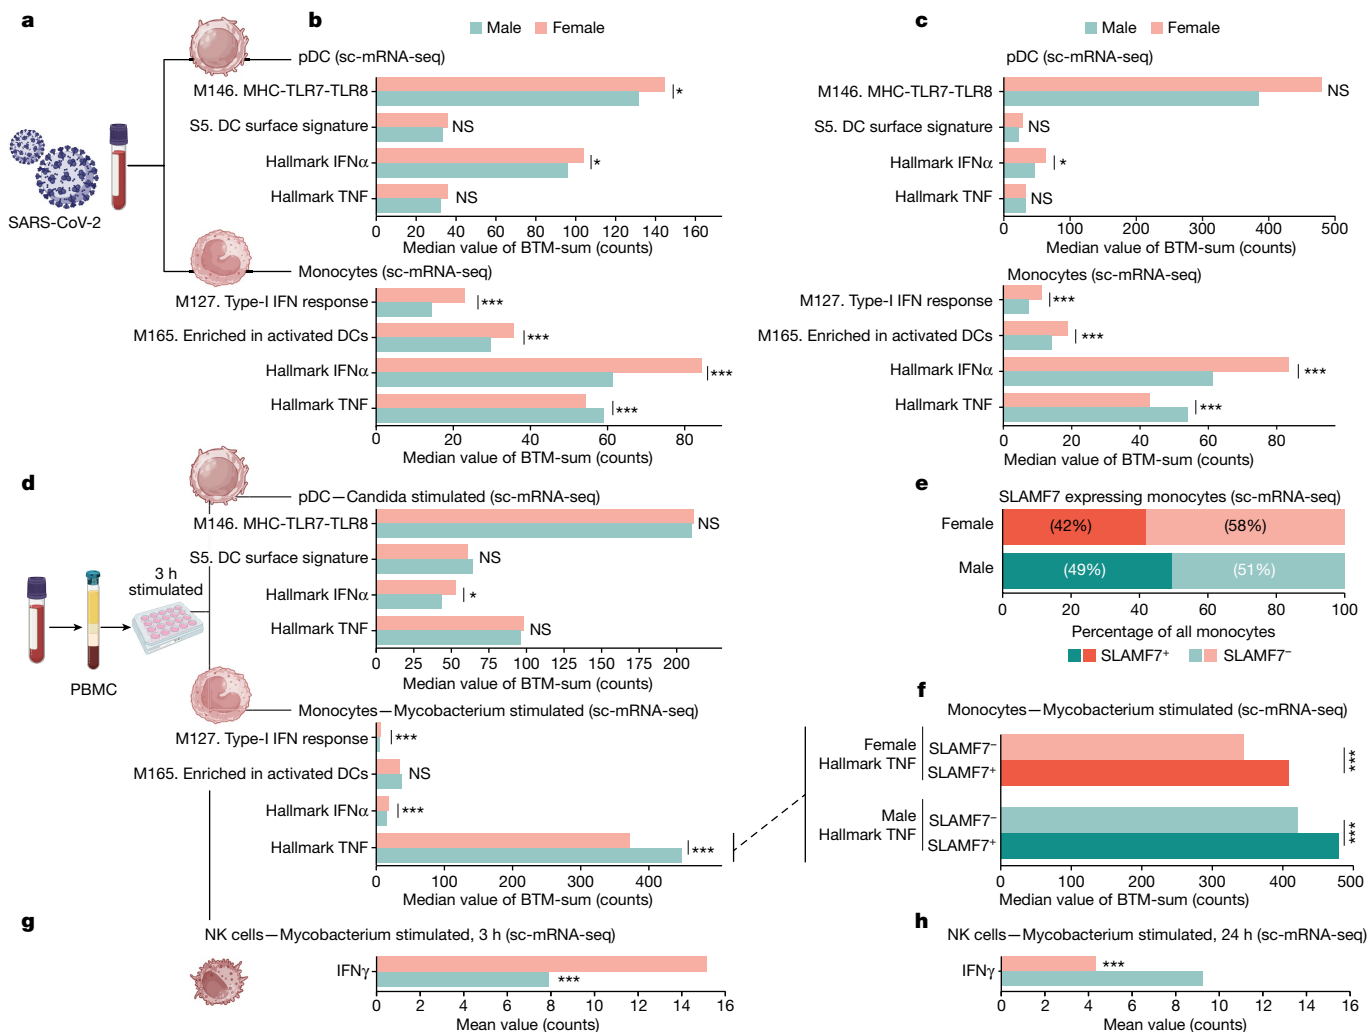 a
SARS-CoV-2
b
Male Female
pDC (sc-mRNA-seq)
M146. MHC-TLR7-TLR8
*
S5. DC surface signature
NS
Hallmark IFNα
*
Hallmark TNF
NS
0 20 40 60 80 100 120 140 160
Median value of BTM-sum (counts)
Monocytes (sc-mRNA-seq)
M127. Type-I IFN response
***
M165. Enriched in activated DCs
***
Hallmark IFNα
***
Hallmark TNF
***
0 20 40 60 80
Median value of BTM-sum (counts)
c
Male Female
pDC (sc-mRNA-seq)
M146. MHC-TLR7-TLR8
NS
S5. DC surface signature
NS
Hallmark IFNα
*
Hallmark TNF
NS
0 100 200 300 400 500
Median value of BTM-sum (counts)
Monocytes (sc-mRNA-seq)
M127. Type-I IFN response
***
M165. Enriched in activated DCs
***
Hallmark IFNα
***
Hallmark TNF
***
0 20 40 60 80
Median value of BTM-sum (counts)
d
3 h
stimulated
PBMC
pDC—Candida stimulated (sc-mRNA-seq)
M146. MHC-TLR7-TLR8
NS
S5. DC surface signature
NS
Hallmark IFNα
*
Hallmark TNF
NS
0 25 50 75 100 125 150 175 200
Median value of BTM-sum (counts)
Monocytes—Mycobacterium stimulated (sc-mRNA-seq)
M127. Type-I IFN response
***
M165. Enriched in activated DCs
NS
Hallmark IFNα
***
Hallmark TNF
***
0 100 200 300 400
Median value of BTM-sum (counts)
e
SLAMF7 expressing monocytes (sc-mRNA-seq)
Female (42%) (58%)
Male (49%) (51%)
0 20 40 60 80 100
Percentage of all monocytes
SLAMF7⁺ SLAMF7⁻
f
Monocytes—Mycobacterium stimulated (sc-mRNA-seq)
Female
Hallmark TNF
SLAMF7⁻
SLAMF7⁺
***
Male
Hallmark TNF
SLAMF7⁻
SLAMF7⁺
***
0 100 200 300 400 500
Median value of BTM-sum (counts)
g
NK cells—Mycobacterium stimulated, 3 h (sc-mRNA-seq)
IFNγ
***
0 2 4 6 8 10 12 14 16
Mean value (counts)
h
NK cells—Mycobacterium stimulated, 24 h (sc-mRNA-seq)
IFNγ
***
0 2 4 6 8 10 12 14 16
Mean value (counts)